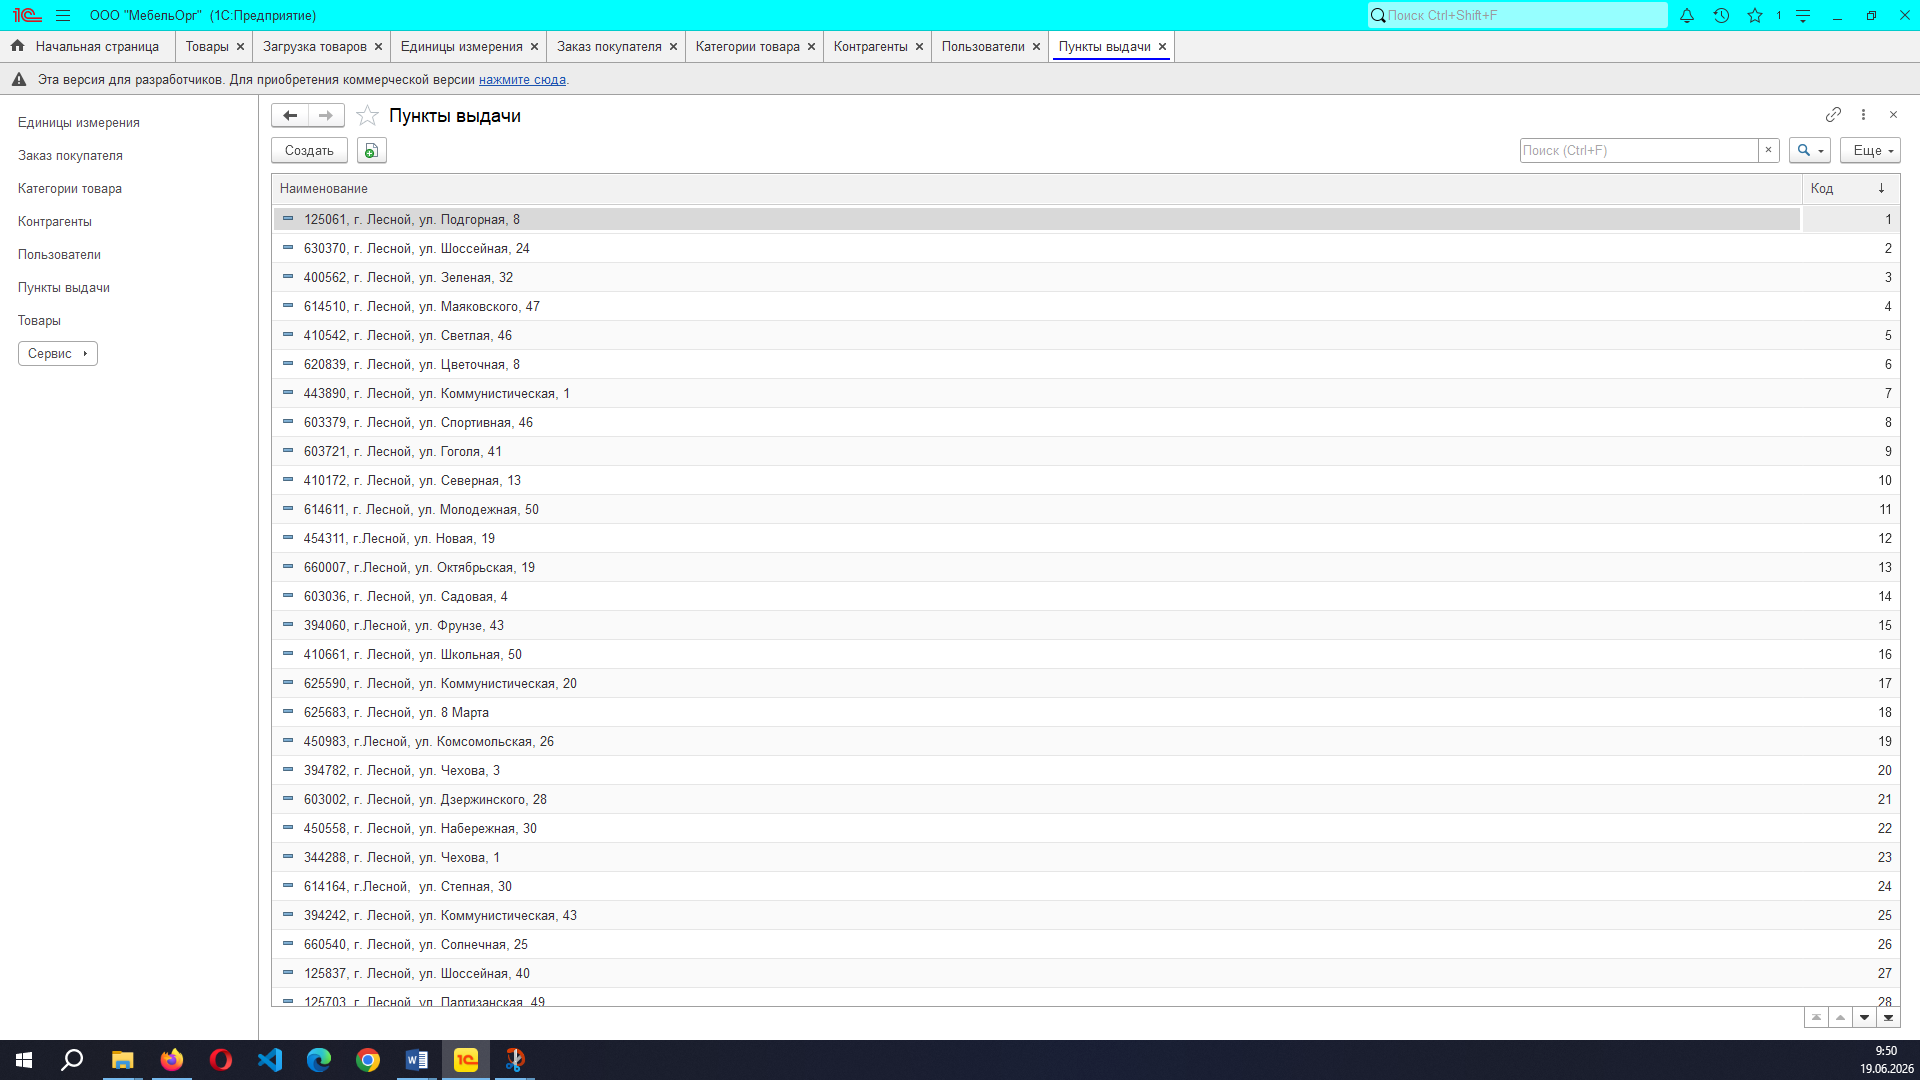 ООО "МебельОрг" (1С:Предприятие)
Поиск Ctrl+Shift+F
1
Начальная страница
Товары
Загрузка товаров
Единицы измерения
Заказ покупателя
Категории товара
Контрагенты
Пользователи
Пункты выдачи
Эта версия для разработчиков. Для приобретения коммерческой версии нажмите сюда.
Единицы измерения
Заказ покупателя
Категории товара
Контрагенты
Пользователи
Пункты выдачи
Товары
Сервис
Пункты выдачи
Создать
Поиск (Ctrl+F)
Еще
Наименование Код
125061, г. Лесной, ул. Подгорная, 8 1
630370, г. Лесной, ул. Шоссейная, 24 2
400562, г. Лесной, ул. Зеленая, 32 3
614510, г. Лесной, ул. Маяковского, 47 4
410542, г. Лесной, ул. Светлая, 46 5
620839, г. Лесной, ул. Цветочная, 8 6
443890, г. Лесной, ул. Коммунистическая, 1 7
603379, г. Лесной, ул. Спортивная, 46 8
603721, г. Лесной, ул. Гоголя, 41 9
410172, г. Лесной, ул. Северная, 13 10
614611, г. Лесной, ул. Молодежная, 50 11
454311, г.Лесной, ул. Новая, 19 12
660007, г.Лесной, ул. Октябрьская, 19 13
603036, г. Лесной, ул. Садовая, 4 14
394060, г.Лесной, ул. Фрунзе, 43 15
410661, г. Лесной, ул. Школьная, 50 16
625590, г. Лесной, ул. Коммунистическая, 20 17
625683, г. Лесной, ул. 8 Марта 18
450983, г.Лесной, ул. Комсомольская, 26 19
394782, г. Лесной, ул. Чехова, 3 20
603002, г. Лесной, ул. Дзержинского, 28 21
450558, г. Лесной, ул. Набережная, 30 22
344288, г. Лесной, ул. Чехова, 1 23
614164, г.Лесной,  ул. Степная, 30 24
394242, г. Лесной, ул. Коммунистическая, 43 25
660540, г. Лесной, ул. Солнечная, 25 26
125837, г. Лесной, ул. Шоссейная, 40 27
125703, г. Лесной, ул. Партизанская, 49 28
9:50
19.06.2026